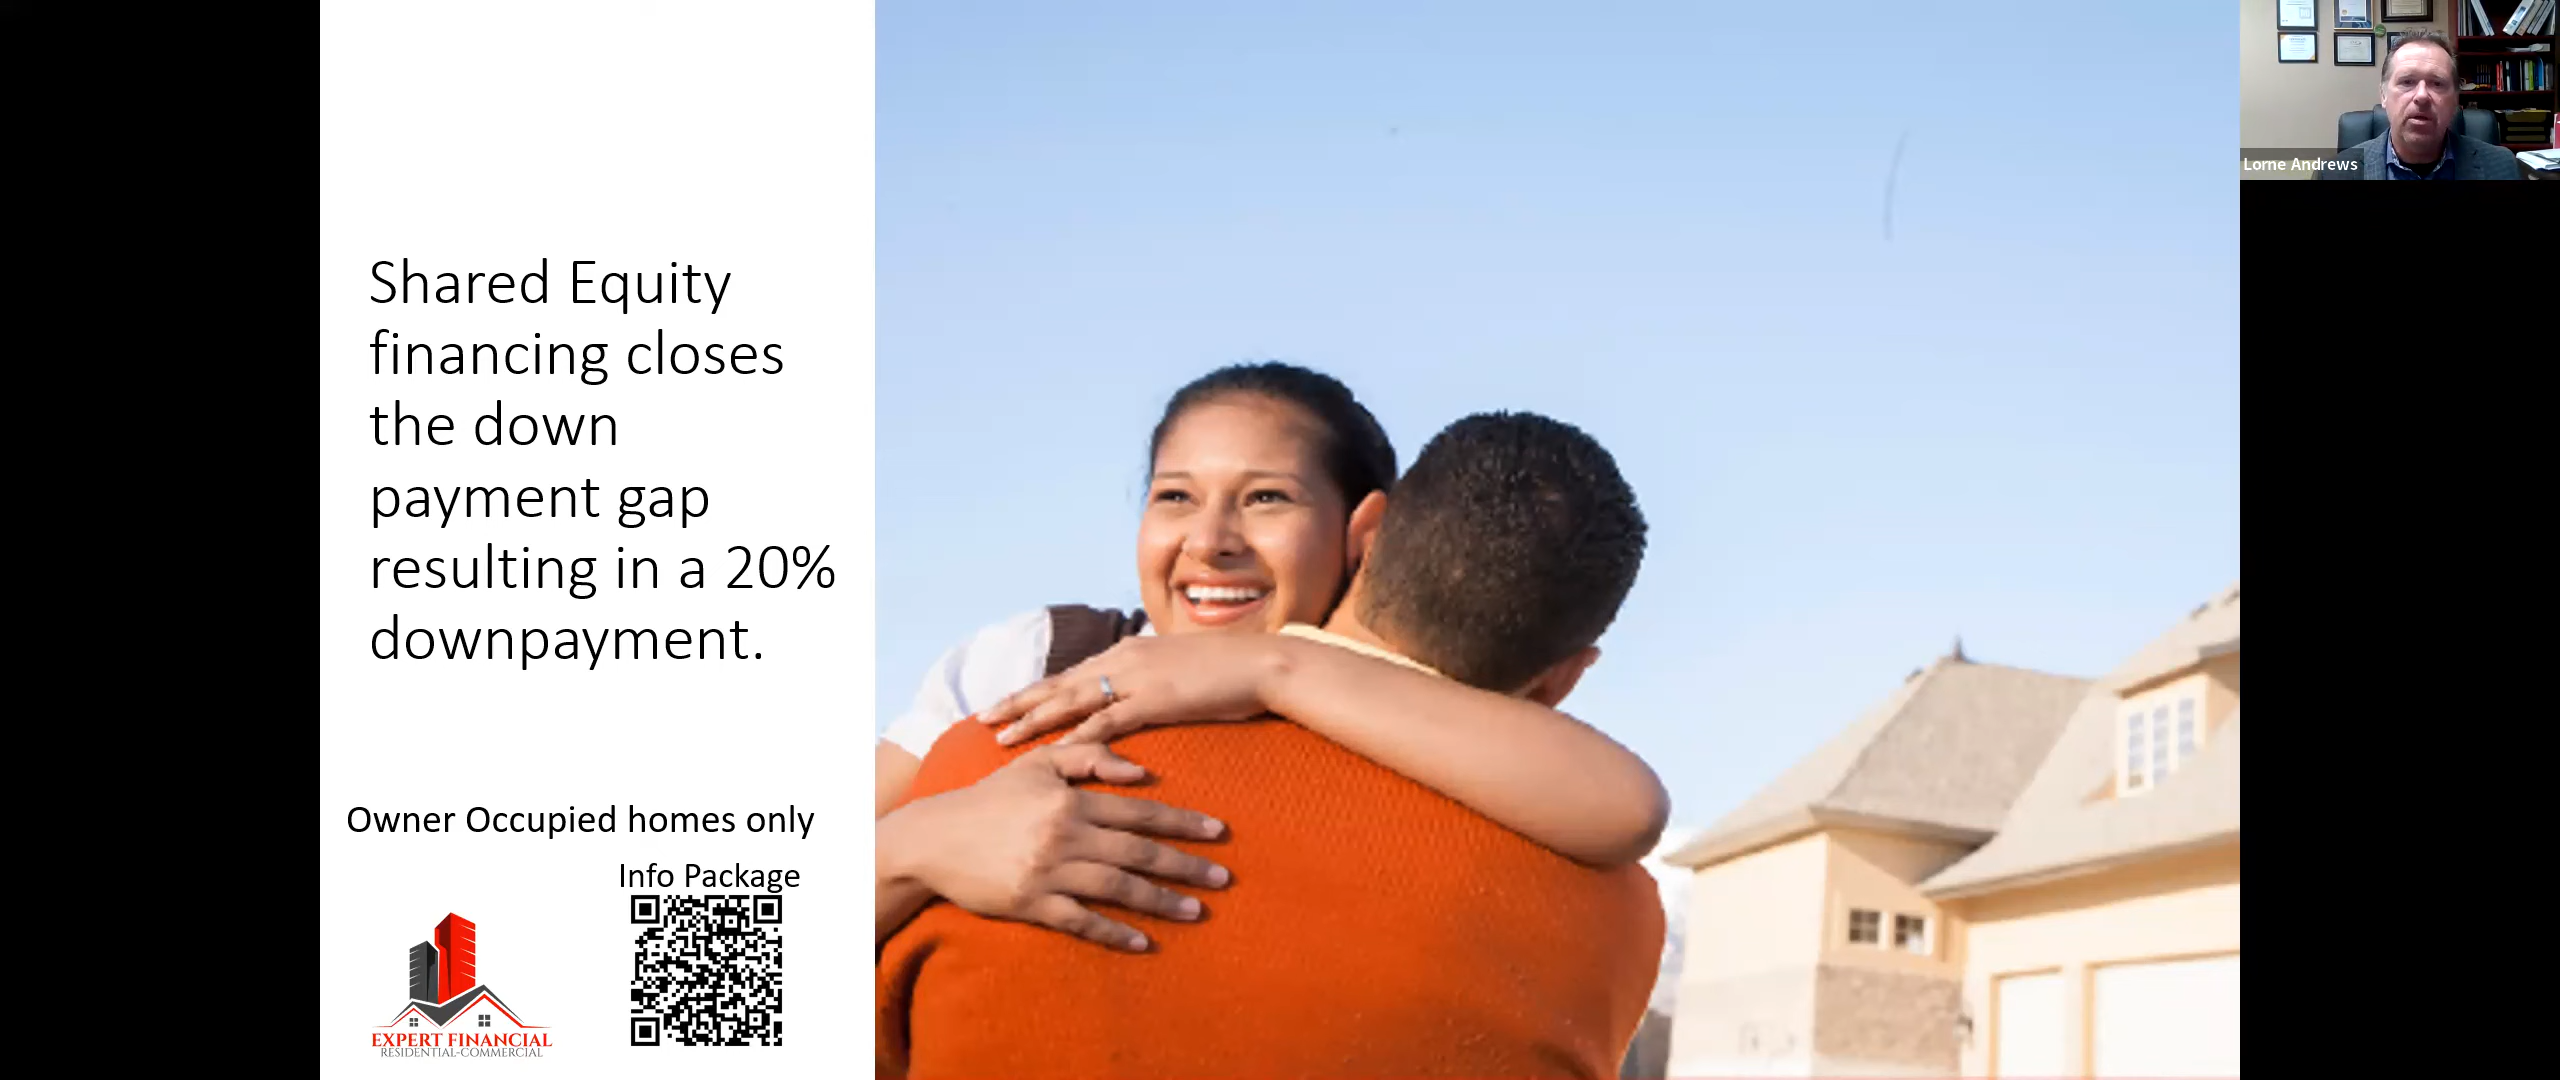 Shared Equity
financing closes
the down
payment gap
resulting in a 20%
downpayment.
Owner Occupied homes only
Info Package
EXPERT FINANCIAL
RESIDENTIAL-COMMERCIAL
Lorne Andrews